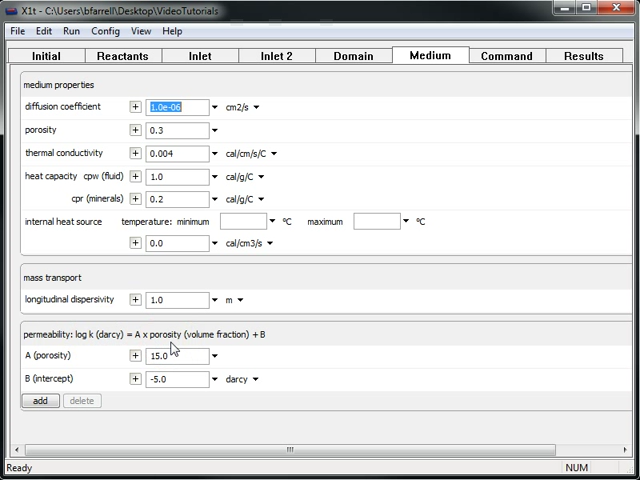 X1t - C:\Users\bfarrell\Desktop\VideoTutorials
File Edit Run Config View Help
Initial Reactants Inlet Inlet 2 Domain Medium Command Results
medium properties
diffusion coefficient + 1.0e-06 cm2/s
porosity + 0.3
thermal conductivity + 0.004 cal/cm/s/C
heat capacity cpw (fluid) + 1.0 cal/g/C
cpr (minerals) + 0.2 cal/g/C
internal heat source temperature: minimum ºC maximum ºC
+ 0.0 cal/cm3/s
mass transport
longitudinal dispersivity + 1.0 m
permeability: log k (darcy) = A x porosity (volume fraction) + B
A (porosity) + 15.0
B (intercept) + -5.0 darcy
add delete
Ready NUM